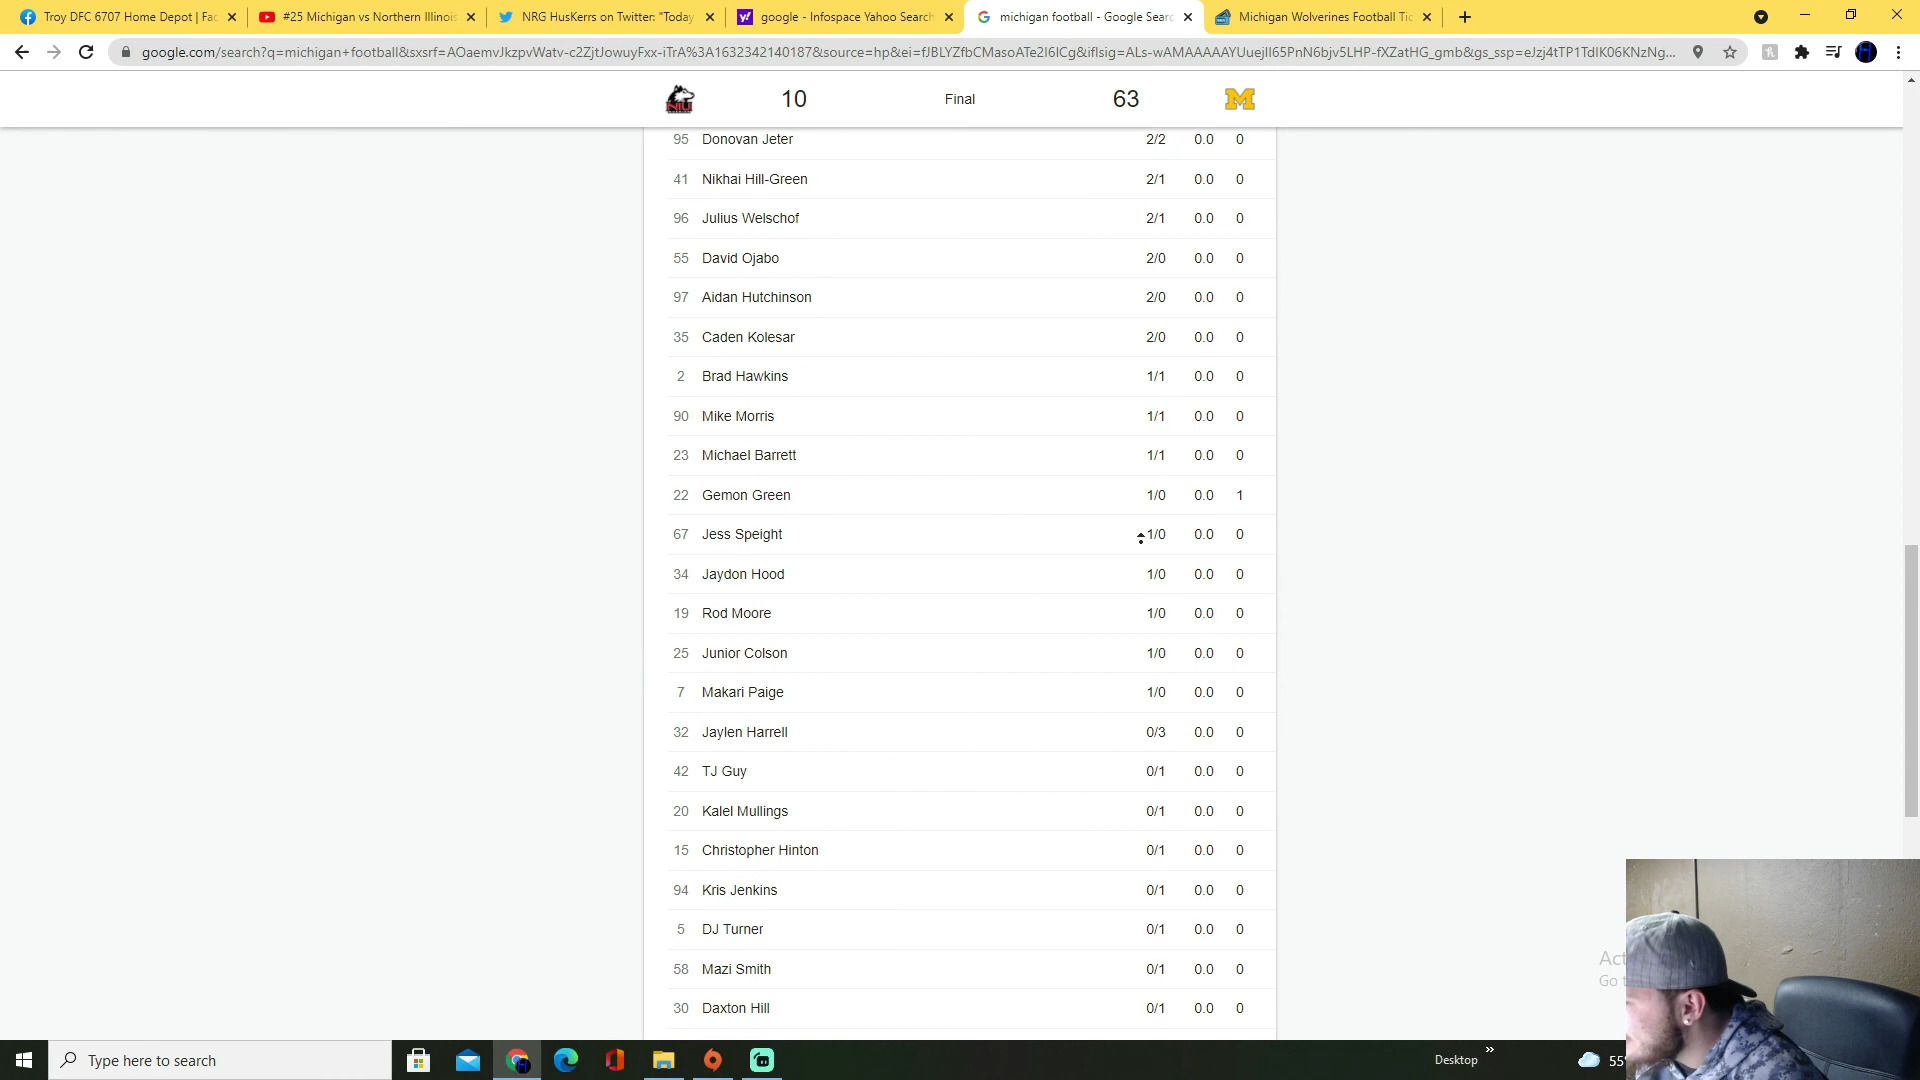 Troy DFC 6707 Home Depot | Fac
#25 Michigan vs Northern Illinois
NRG HusKerrs on Twitter: "Today
google - Infospace Yahoo Search
michigan football - Google Searc
Michigan Wolverines Football Tic
google.com/search?q=michigan+football&sxsrf=AOaemvJkzpvWatv-c2ZjtJowuyFxx-iTrA%3A1632342140187&source=hp&ei=fJBLYZfbCMasoATe2I6ICg&iflsig=ALs-wAMAAAAAYUuejIl65PnN6bjv5LHP-fXZatHG_gmb&gs_ssp=eJzj4tTP1TdIK06KNzNg...
NIU 10 Final 63 M
95 Donovan Jeter 2/2 0.0 0
41 Nikhai Hill-Green 2/1 0.0 0
96 Julius Welschof 2/1 0.0 0
55 David Ojabo 2/0 0.0 0
97 Aidan Hutchinson 2/0 0.0 0
35 Caden Kolesar 2/0 0.0 0
2 Brad Hawkins 1/1 0.0 0
90 Mike Morris 1/1 0.0 0
23 Michael Barrett 1/1 0.0 0
22 Gemon Green 1/0 0.0 1
67 Jess Speight 1/0 0.0 0
34 Jaydon Hood 1/0 0.0 0
19 Rod Moore 1/0 0.0 0
25 Junior Colson 1/0 0.0 0
7 Makari Paige 1/0 0.0 0
32 Jaylen Harrell 0/3 0.0 0
42 TJ Guy 0/1 0.0 0
20 Kalel Mullings 0/1 0.0 0
15 Christopher Hinton 0/1 0.0 0
94 Kris Jenkins 0/1 0.0 0
5 DJ Turner 0/1 0.0 0
58 Mazi Smith 0/1 0.0 0
30 Daxton Hill 0/1 0.0 0
Act
Go t
Type here to search
Desktop
55°